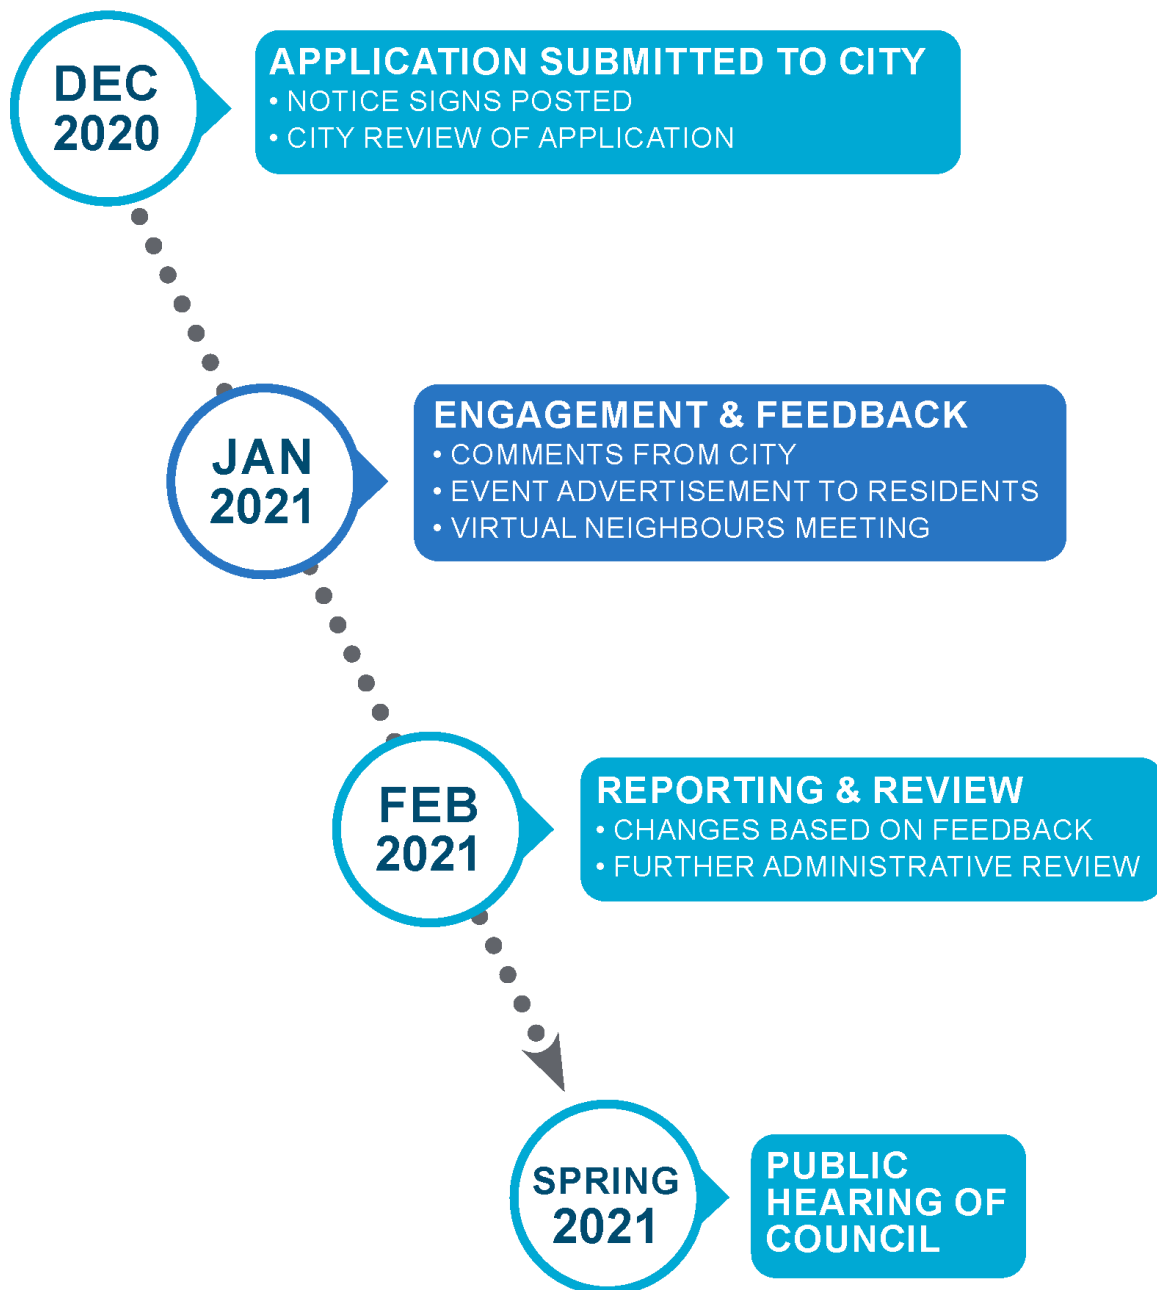 DEC
2020
APPLICATION SUBMITTED TO CITY
• NOTICE SIGNS POSTED
• CITY REVIEW OF APPLICATION
JAN
2021
ENGAGEMENT & FEEDBACK
• COMMENTS FROM CITY
• EVENT ADVERTISEMENT TO RESIDENTS
• VIRTUAL NEIGHBOURS MEETING
FEB
2021
REPORTING & REVIEW
• CHANGES BASED ON FEEDBACK
• FURTHER ADMINISTRATIVE REVIEW
SPRING
2021
PUBLIC
HEARING OF
COUNCIL